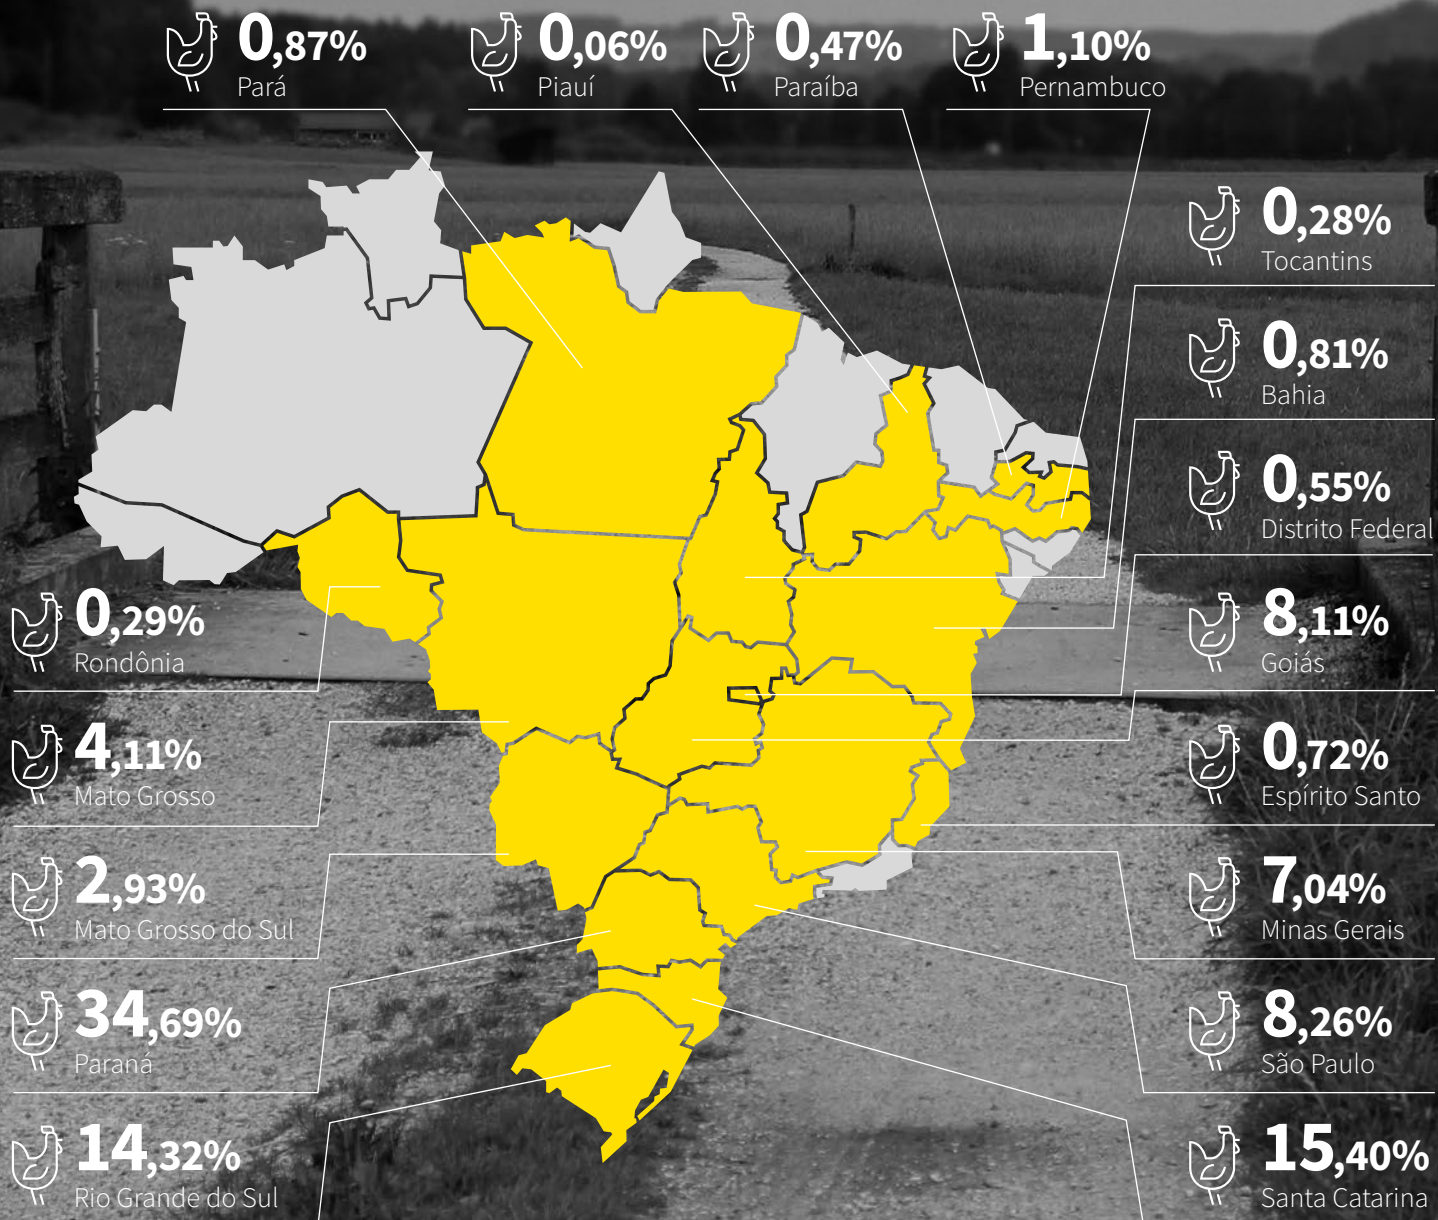 0,87%
Pará
0,06%
Piauí
0,47%
Paraíba
1,10%
Pernambuco
0,28%
Tocantins
0,81%
Bahia
0,55%
Distrito Federal
8,11%
Goiás
0,72%
Espírito Santo
7,04%
Minas Gerais
8,26%
São Paulo
15,40%
Santa Catarina
0,29%
Rondônia
4,11%
Mato Grosso
2,93%
Mato Grosso do Sul
34,69%
Paraná
14,32%
Rio Grande do Sul